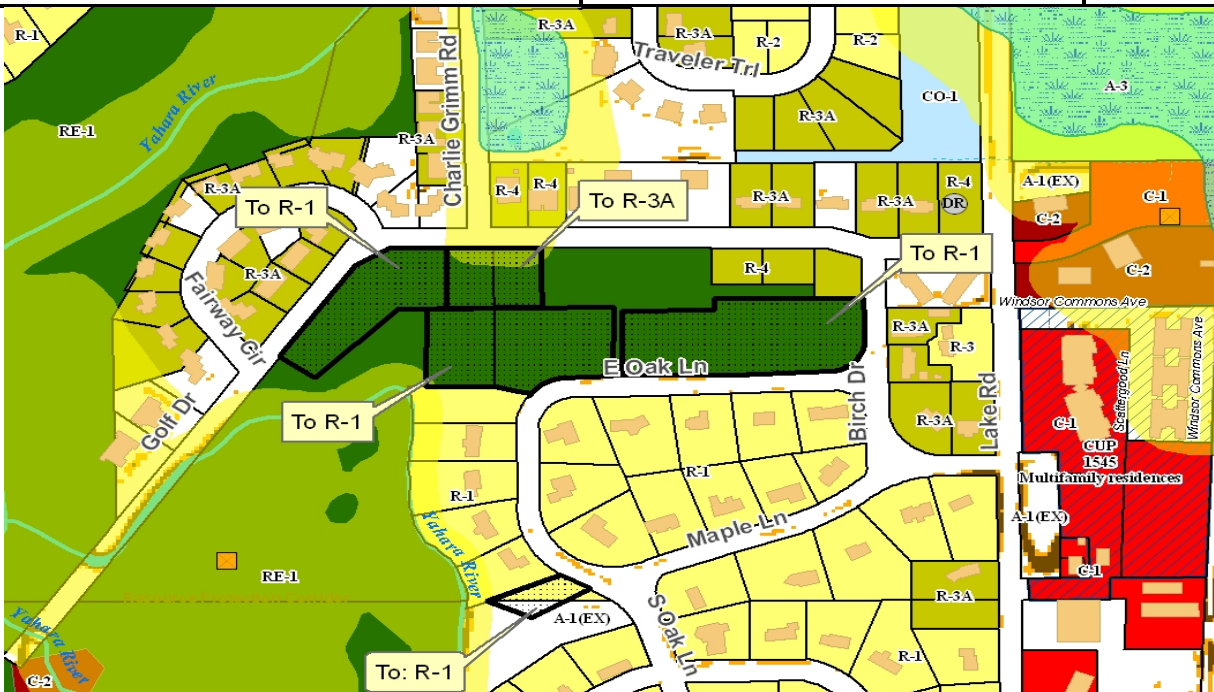 R-1
Yahara River
RE-1
R-3A
Charlie Grimm Rd
R-3A
Traveler Trl
R-3A
R-2
R-2
R-3A
CO-1
A-3
R-3A
To R-1
R-4
R-4
To R-3A
R-3A
R-3A
R-4
DR
A-1(EX)
C-1
C-2
To R-1
R-3A
Fairway Cir
R-4
C-2
Windsor Commons Ave
R-3A
R-3
E Oak Ln
Birch Dr
Lake Rd
Scattergood Ln
Windsor Commons Ave
To R-1
Golf Dr
R-3A
C-1
CUP
1545
Multifamily residences
R-1
R-1
Yahara River
Maple Ln
A-1(EX)
C-1
RE-1
R-3A
A-1(EX)
S Oak Ln
Yahara River
To: R-1
R-1
C-2